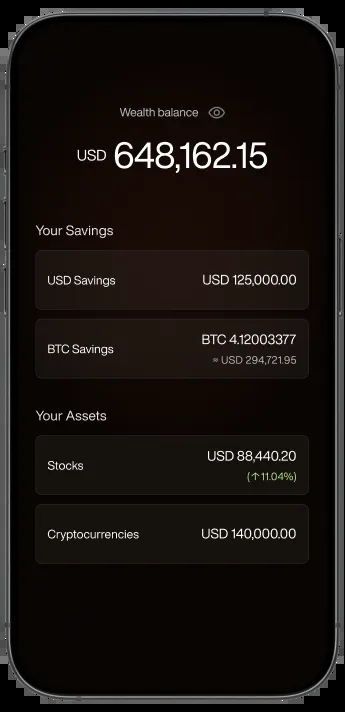 Wealth balance
USD 648,162.15
Your Savings
USD Savings USD 125,000.00
BTC Savings BTC 4.12003377
≈ USD 294,721.95
Your Assets
Stocks USD 88,440.20
(↑11.04%)
Cryptocurrencies USD 140,000.00